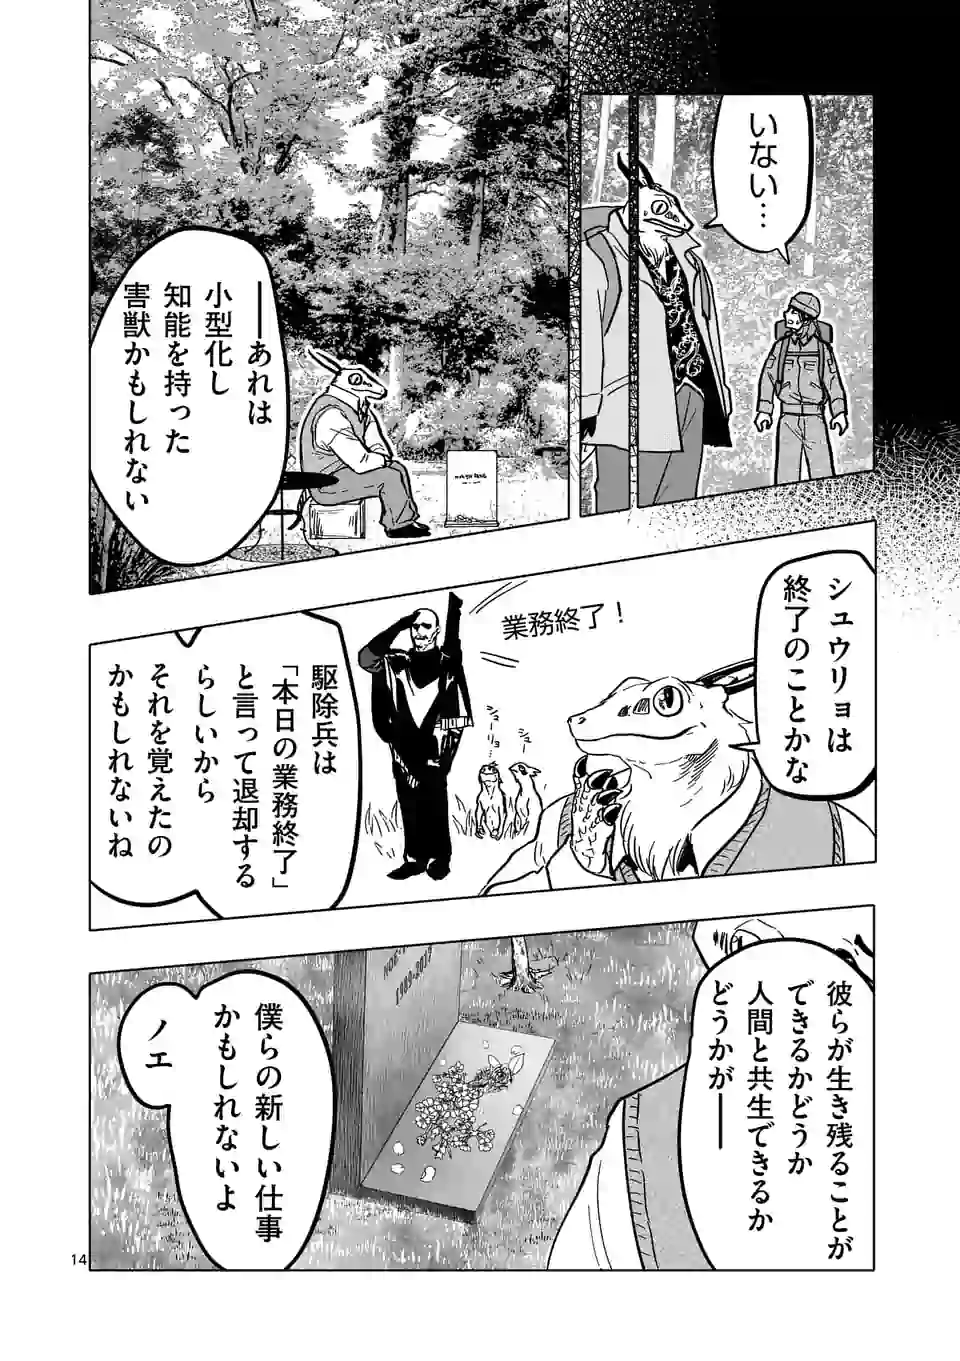 いない…
──あれは
小型化し
知能を持った
害獣かもしれない
シュウリョは
終了のことかな
業務終了！
ショ
ショ
駆除兵は
「本日の業務終了」
と言って退却する
らしいから
それを覚えたの
かもしれないね
彼らが生き残ることが
できるかどうか
人間と共生できるか
どうかが──
僕らの新しい仕事
かもしれないよ
ノエ
14